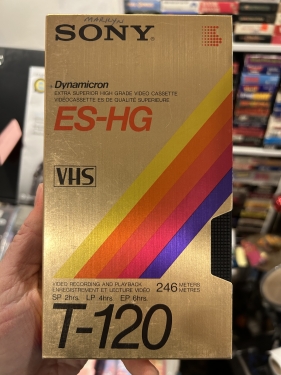 SONY
Dynamicron
EXTRA SUPERIOR HIGH GRADE VIDEO CASSETTE
VIDÉOCASSETTE ES DE QUALITÉ SUPÉRIEURE
ES-HG
VHS
VIDEO RECORDING AND PLAYBACK
ENREGISTREMENT ET LECTURE VIDÉO
SP 2hrs. LP 4hrs. EP 6hrs.
246 METERS
MÈTRES
T-120